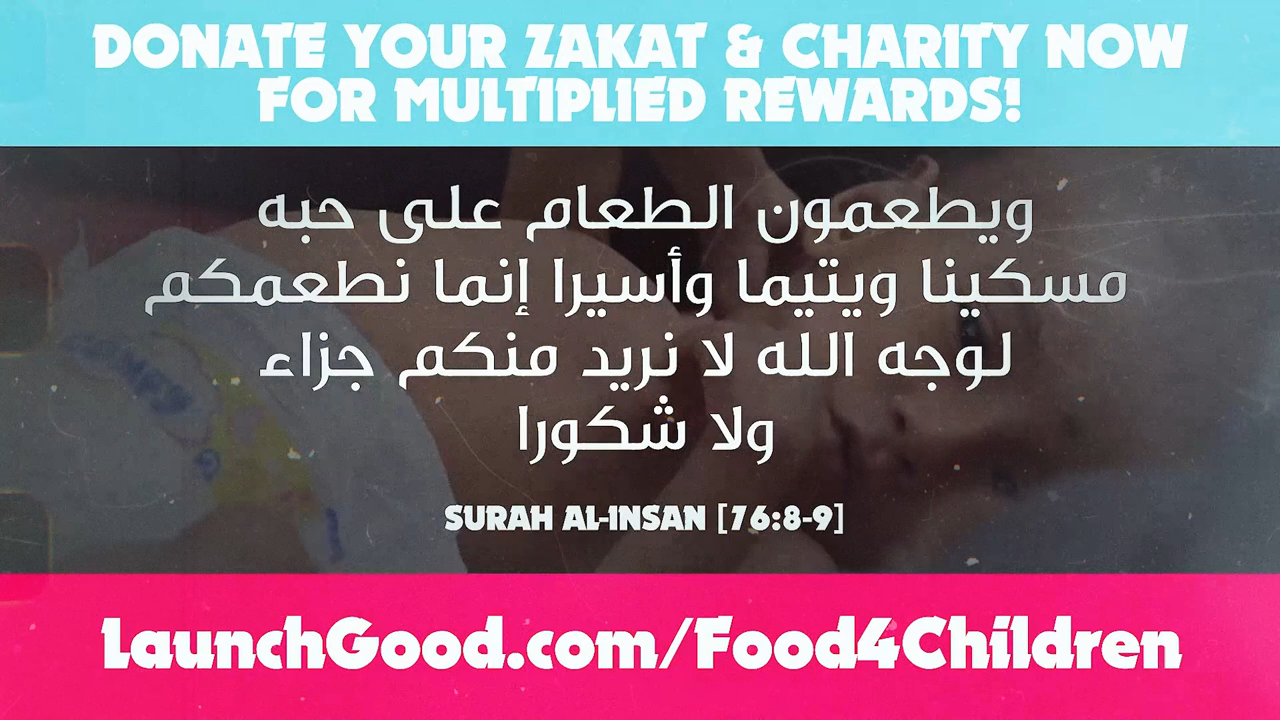 DONATE YOUR ZAKAT & CHARITY NOW
FOR MULTIPLIED REWARDS!
ويطعمون الطعام على حبه
مسكينا ويتيما وأسيرا إنما نطعمكم
لوجه الله لا نريد منكم جزاء
ولا شكورا
SURAH AL-INSAN [76:8-9]
LaunchGood.com/Food4Children